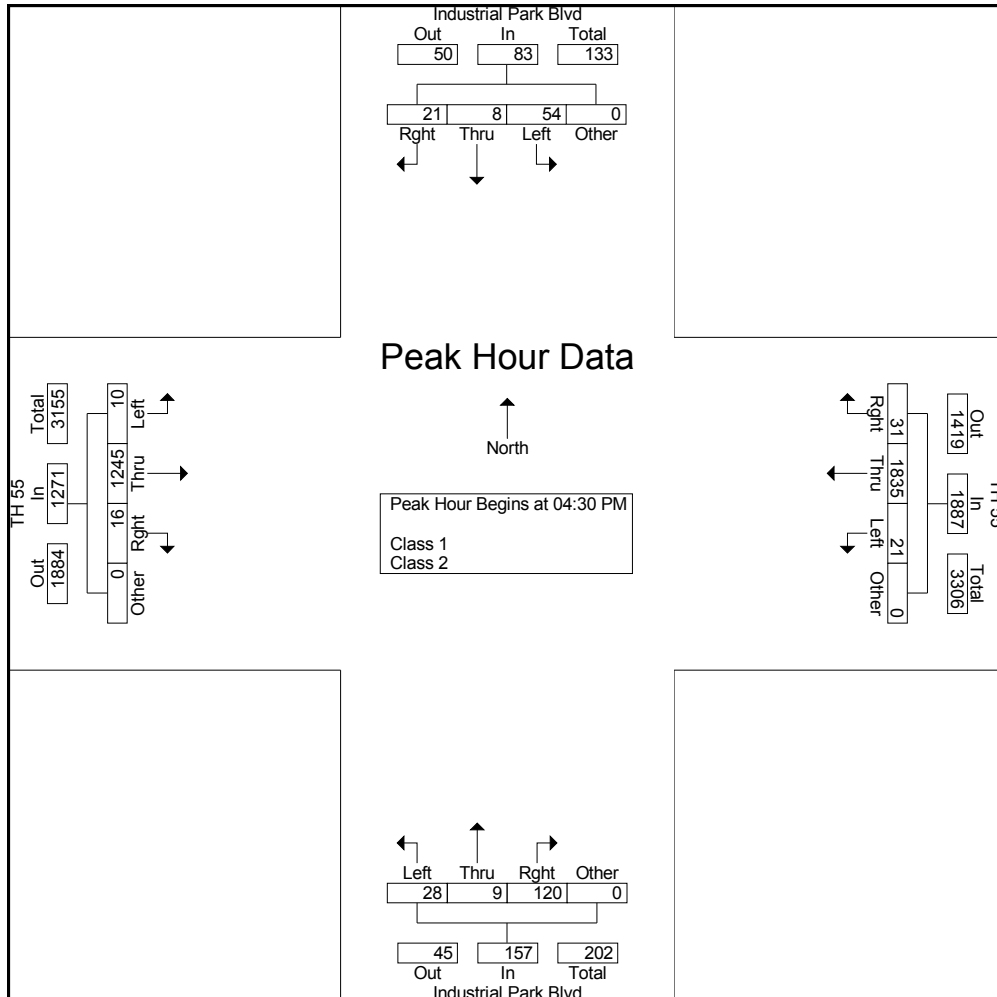 Industrial Park Blvd
Out In Total
50 83 133
21 8 54 0
Rght Thru Left Other
Peak Hour Data
North
Peak Hour Begins at 04:30 PM
Class 1
Class 2
TH 55
Total In Out
3155 1271 1884
10 1245 16 0
Left Thru Rght Other
Out In Total
1419 1887 3306
31 1835 21 0
Rght Thru Left Other
Left Thru Rght Other
28 9 120 0
45 157 202
Out In Total
Industrial Park Blvd